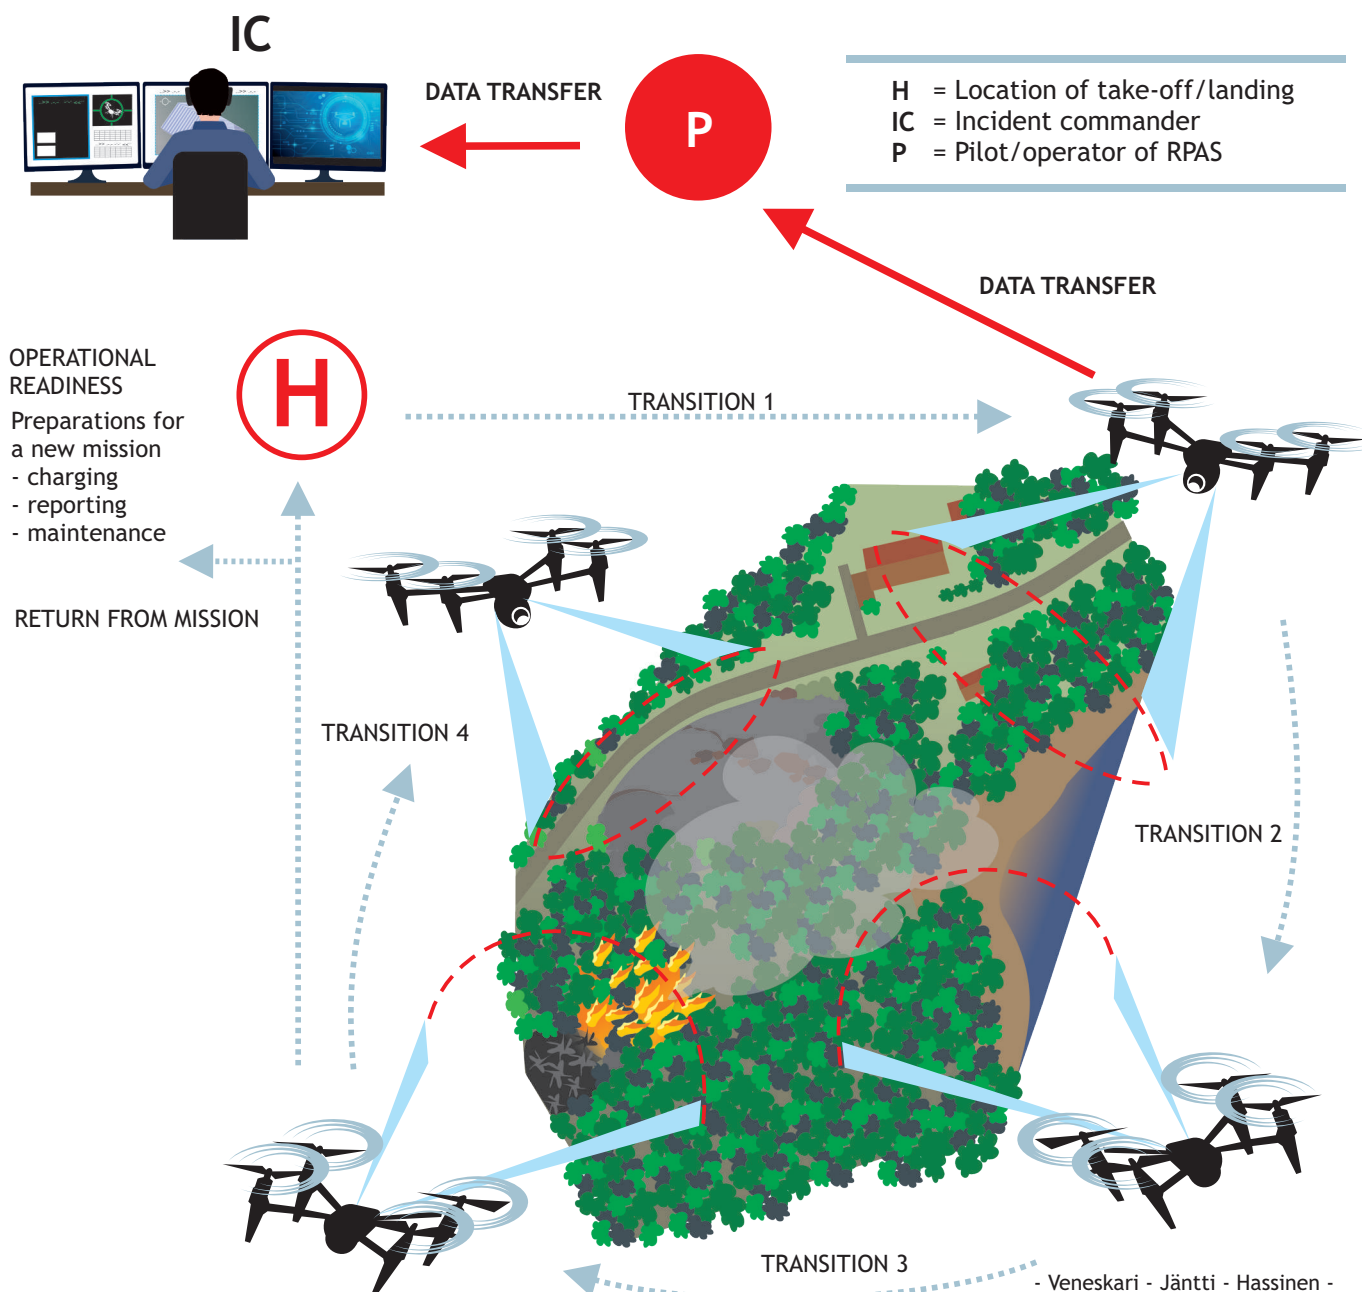 IC
DATA TRANSFER
P
H = Location of take-off/landing
IC = Incident commander
P = Pilot/operator of RPAS
DATA TRANSFER
OPERATIONAL
READINESS
Preparations for
a new mission
- charging
- reporting
- maintenance
H
TRANSITION 1
RETURN FROM MISSION
TRANSITION 4
TRANSITION 2
TRANSITION 3
- Veneskari - Jäntti - Hassinen -